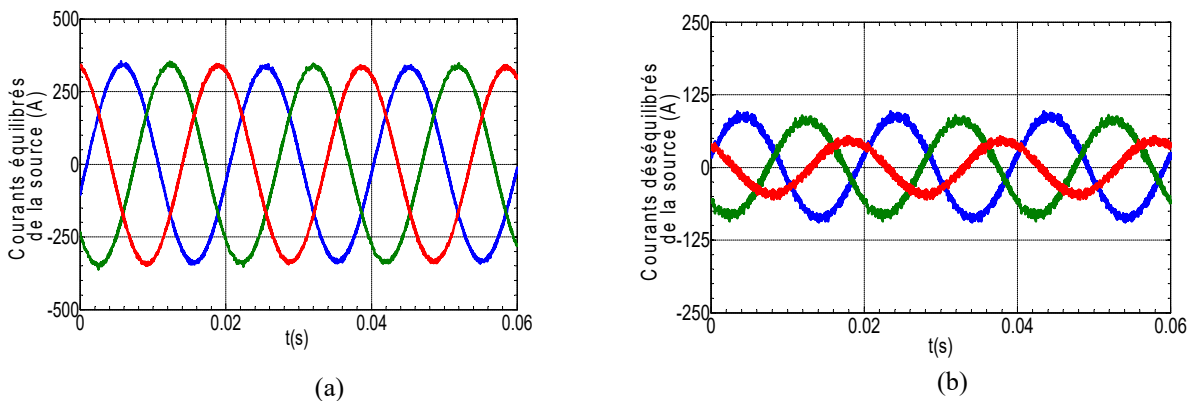 Courants équilibrés
de la source (A)
500
250
0
-250
-500
0
0.02
0.04
0.06
t(s)
(a)
Courants déséquilibrés
de la source (A)
250
125
0
-125
-250
0
0.02
0.04
0.06
t(s)
(b)